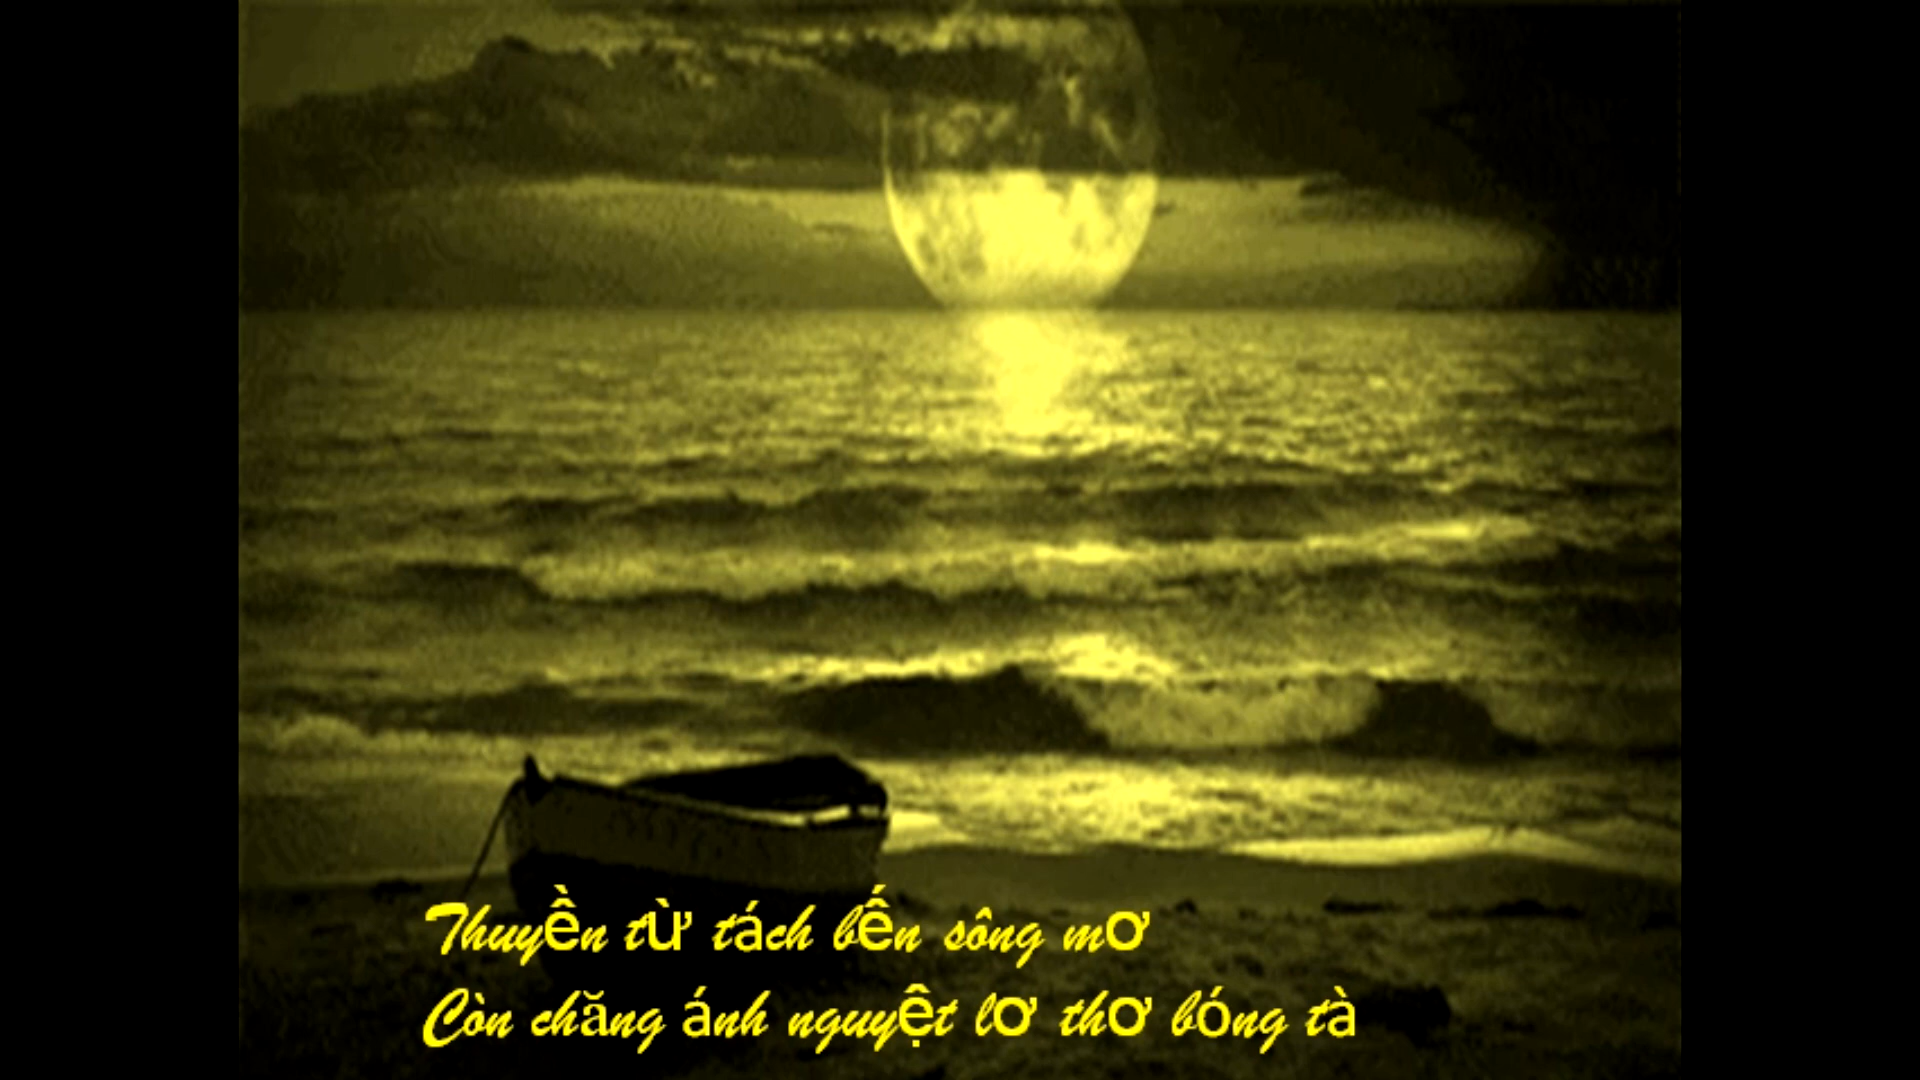 Thuyền từ tách bến sông mơ
Còn chăng ánh nguyệt lơ thơ bóng tà